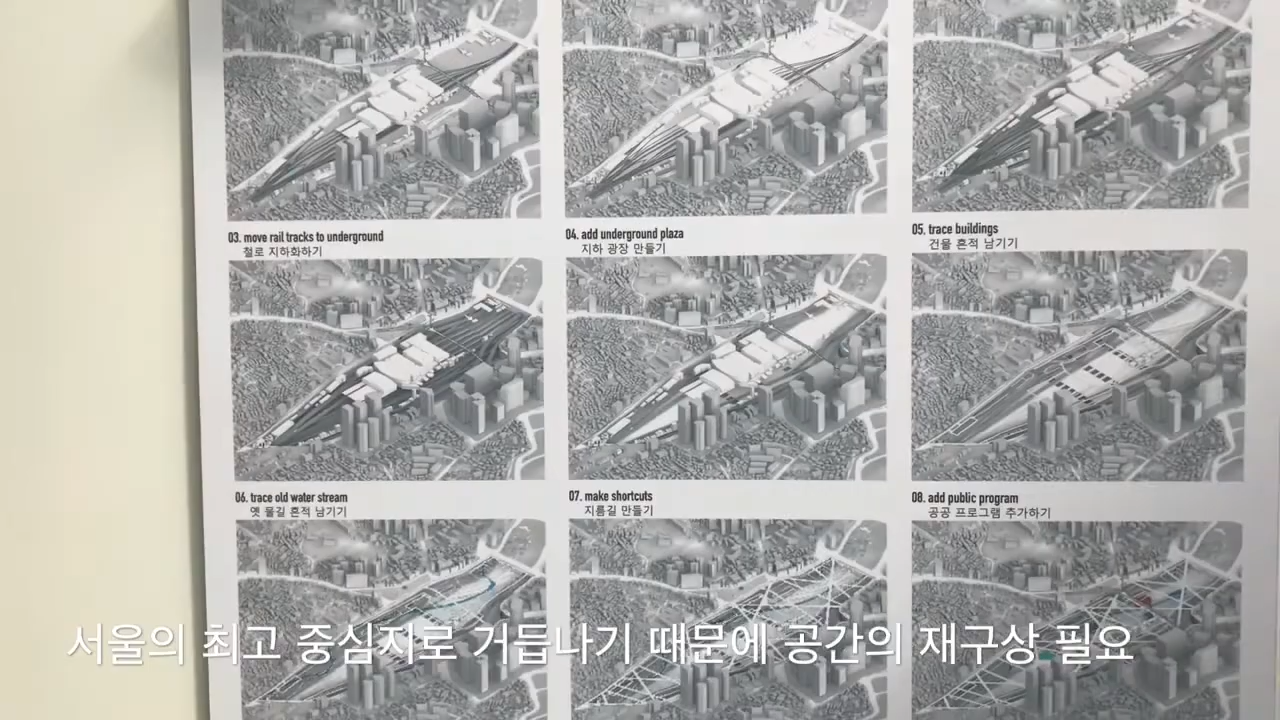 03. move rail tracks to underground
철로 지하화하기
04. add underground plaza
지하 광장 만들기
05. trace buildings
건물 흔적 남기기
06. trace old water stream
옛 물길 흔적 남기기
07. make shortcuts
지름길 만들기
08. add public program
공공 프로그램 추가하기
서울의 최고 중심지로 거듭나기 때문에 공간의 재구상 필요